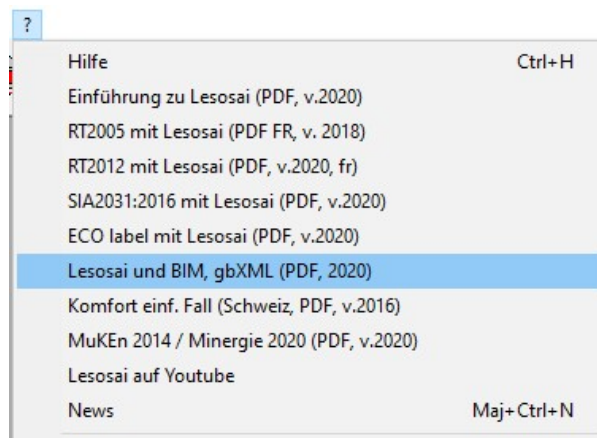 ?
Hilfe Ctrl+H
Einführung zu Lesosai (PDF, v.2020)
RT2005 mit Lesosai (PDF FR, v. 2018)
RT2012 mit Lesosai (PDF, v.2020, fr)
SIA2031:2016 mit Lesosai (PDF, v.2020)
ECO label mit Lesosai (PDF, v.2020)
Lesosai und BIM, gbXML (PDF, 2020)
Komfort einf. Fall (Schweiz, PDF, v.2016)
MuKEn 2014 / Minergie 2020 (PDF, v.2020)
Lesosai auf Youtube
News Maj+Ctrl+N